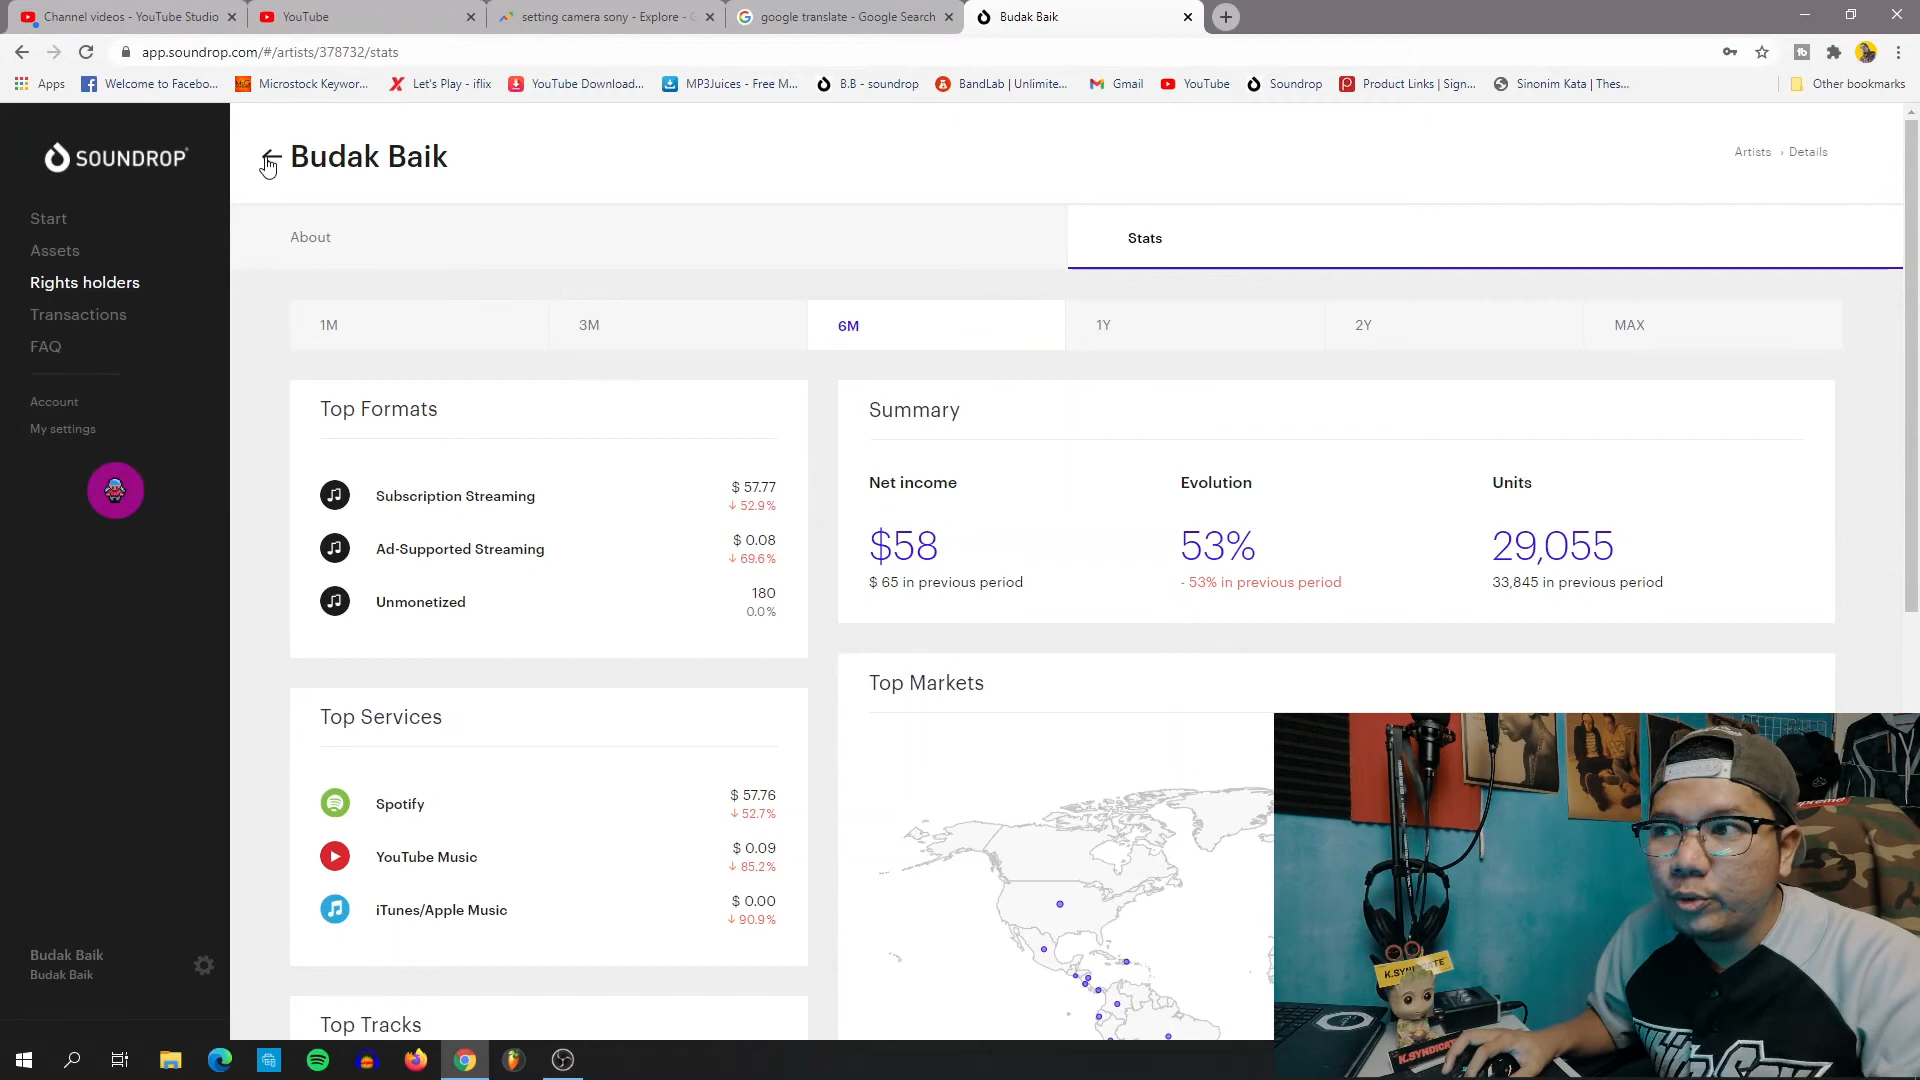 Channel videos - YouTube Studio
YouTube
setting camera sony - Explore - G
google translate - Google Search
Budak Baik
app.soundrop.com/#/artists/378732/stats
Apps
Welcome to Facebo...
Microstock Keywor...
Let's Play - iflix
YouTube Download...
MP3Juices - Free M...
B.B - soundrop
BandLab | Unlimite...
Gmail
YouTube
Soundrop
Product Links | Sign...
Sinonim Kata | Thes...
Other bookmarks
SOUNDROP
Start
Assets
Rights holders
Transactions
FAQ
Account
My settings
Budak Baik
Budak Baik
Budak Baik
Artists › Details
About
Stats
1M
3M
6M
1Y
2Y
MAX
Top Formats
Subscription Streaming
$ 57.77
↓ 52.9%
Ad-Supported Streaming
$ 0.08
↓ 69.6%
Unmonetized
180
0.0%
Top Services
Spotify
$ 57.76
↓ 52.7%
YouTube Music
$ 0.09
↓ 85.2%
iTunes/Apple Music
$ 0.00
↓ 90.9%
Top Tracks
Summary
Net income
$58
$ 65 in previous period
Evolution
53%
- 53% in previous period
Units
29,055
33,845 in previous period
Top Markets
Supreme
K.SYNDICATE
K.SYNDICATE